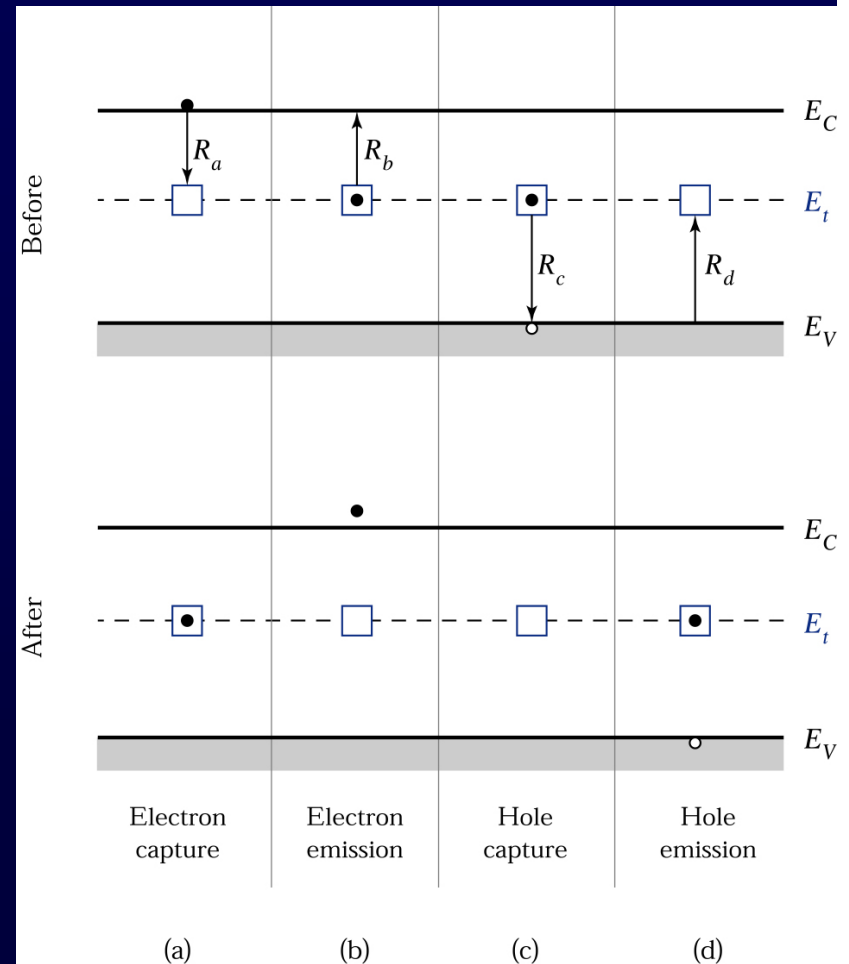 Before
E_C
R_a
R_b
E_t
R_c
R_d
E_V
After
E_C
E_t
E_V
Electron capture
Electron emission
Hole capture
Hole emission
(a) (b) (c) (d)